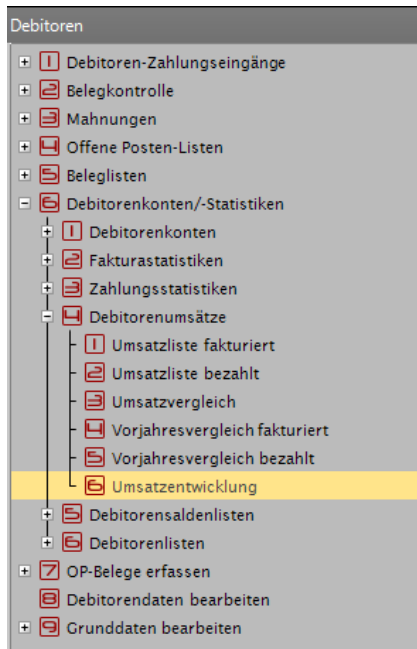 Debitoren
1 Debitoren-Zahlungseingänge
2 Belegkontrolle
3 Mahnungen
4 Offene Posten-Listen
5 Beleglisten
6 Debitorenkonten/-Statistiken
1 Debitorenkonten
2 Fakturastatistiken
3 Zahlungsstatistiken
4 Debitorenumsätze
1 Umsatzliste fakturiert
2 Umsatzliste bezahlt
3 Umsatzvergleich
4 Vorjahresvergleich fakturiert
5 Vorjahresvergleich bezahlt
6 Umsatzentwicklung
5 Debitorensaldenlisten
6 Debitorenlisten
7 OP-Belege erfassen
8 Debitorendaten bearbeiten
9 Grunddaten bearbeiten